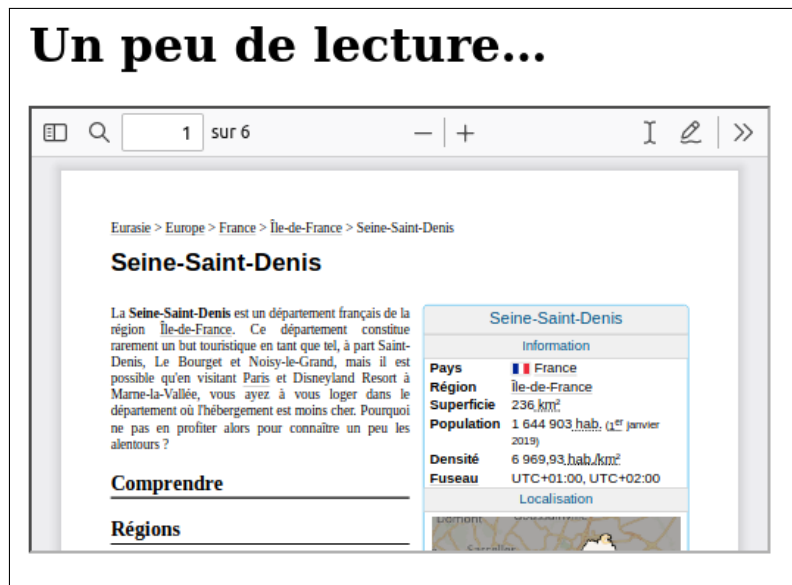 Un peu de lecture...
1 sur 6
Eurasie > Europe > France > Île-de-France > Seine-Saint-Denis
Seine-Saint-Denis
La Seine-Saint-Denis est un département français de la
région Île-de-France. Ce département constitue
rarement un but touristique en tant que tel, à part Saint-
Denis, Le Bourget et Noisy-le-Grand, mais il est
possible qu'en visitant Paris et Disneyland Resort à
Marne-la-Vallée, vous ayez à vous loger dans le
département où l'hébergement est moins cher. Pourquoi
ne pas en profiter alors pour connaître un peu les
alentours ?
Comprendre
Régions
Seine-Saint-Denis
Information
Pays France
Région Île-de-France
Superficie 236 km²
Population 1 644 903 hab. (1er janvier
2019)
Densité 6 969,93 hab./km²
Fuseau UTC+01:00, UTC+02:00
Localisation